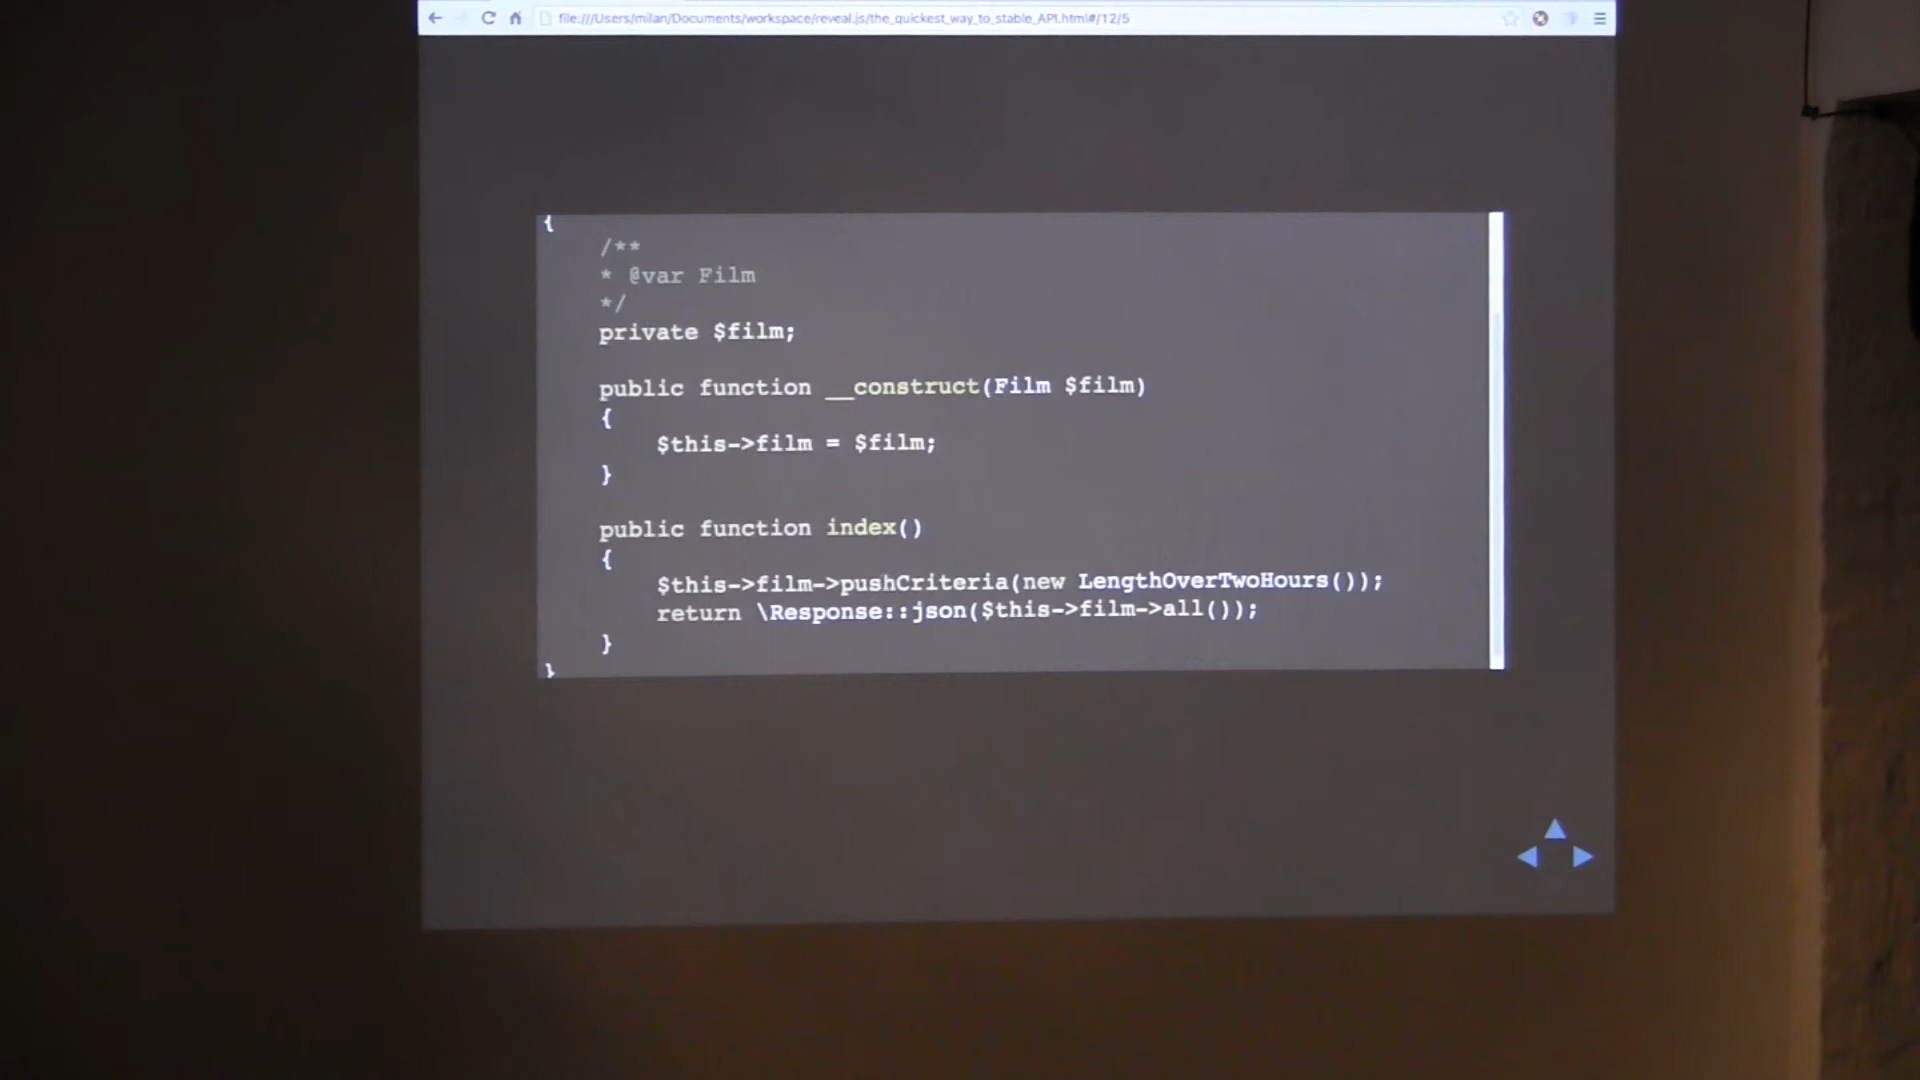 file:///Users/milan/Documents/workspace/reveal.js/the_quickest_way_to_stable_API.html#/12/5
{
/**
* @var Film
*/
private $film;
public function __construct(Film $film)
{
$this->film = $film;
}
public function index()
{
$this->film->pushCriteria(new LengthOverTwoHours());
return \Response::json($this->film->all());
}
}